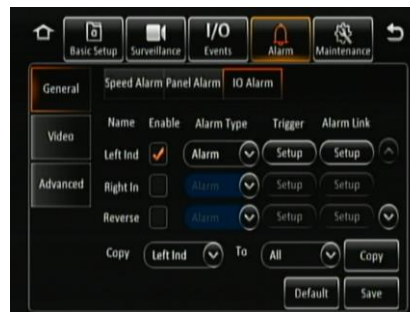 Basic Setup Surveillance I/O Events Alarm Maintenance
General Speed Alarm Panel Alarm IO Alarm
Name Enable Alarm Type Trigger Alarm Link
Video
Left Ind Alarm Setup Setup
Advanced Right In Alarm Setup Setup
Reverse Alarm Setup Setup
Copy Left Ind To All Copy
Default Save